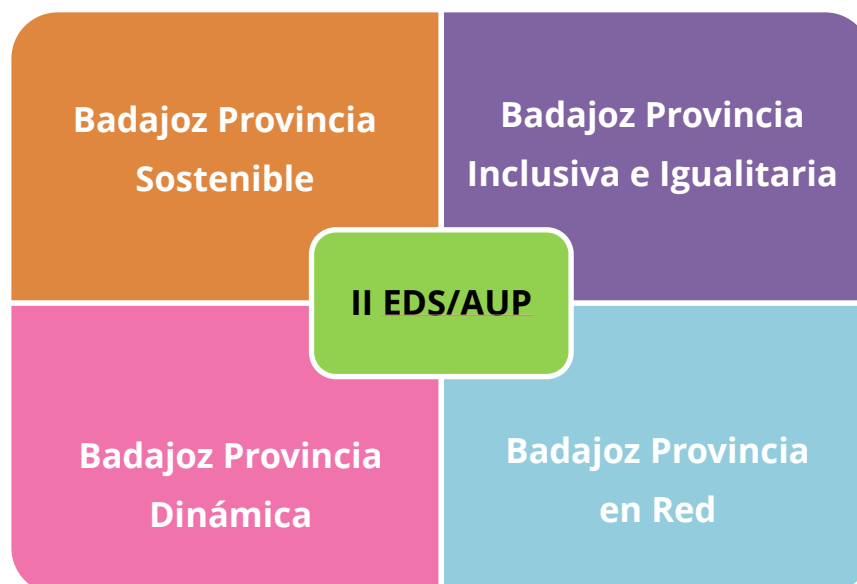 Badajoz Provincia
Sostenible
Badajoz Provincia
Inclusiva e Igualitaria
II EDS/AUP
Badajoz Provincia
Dinámica
Badajoz Provincia
en Red